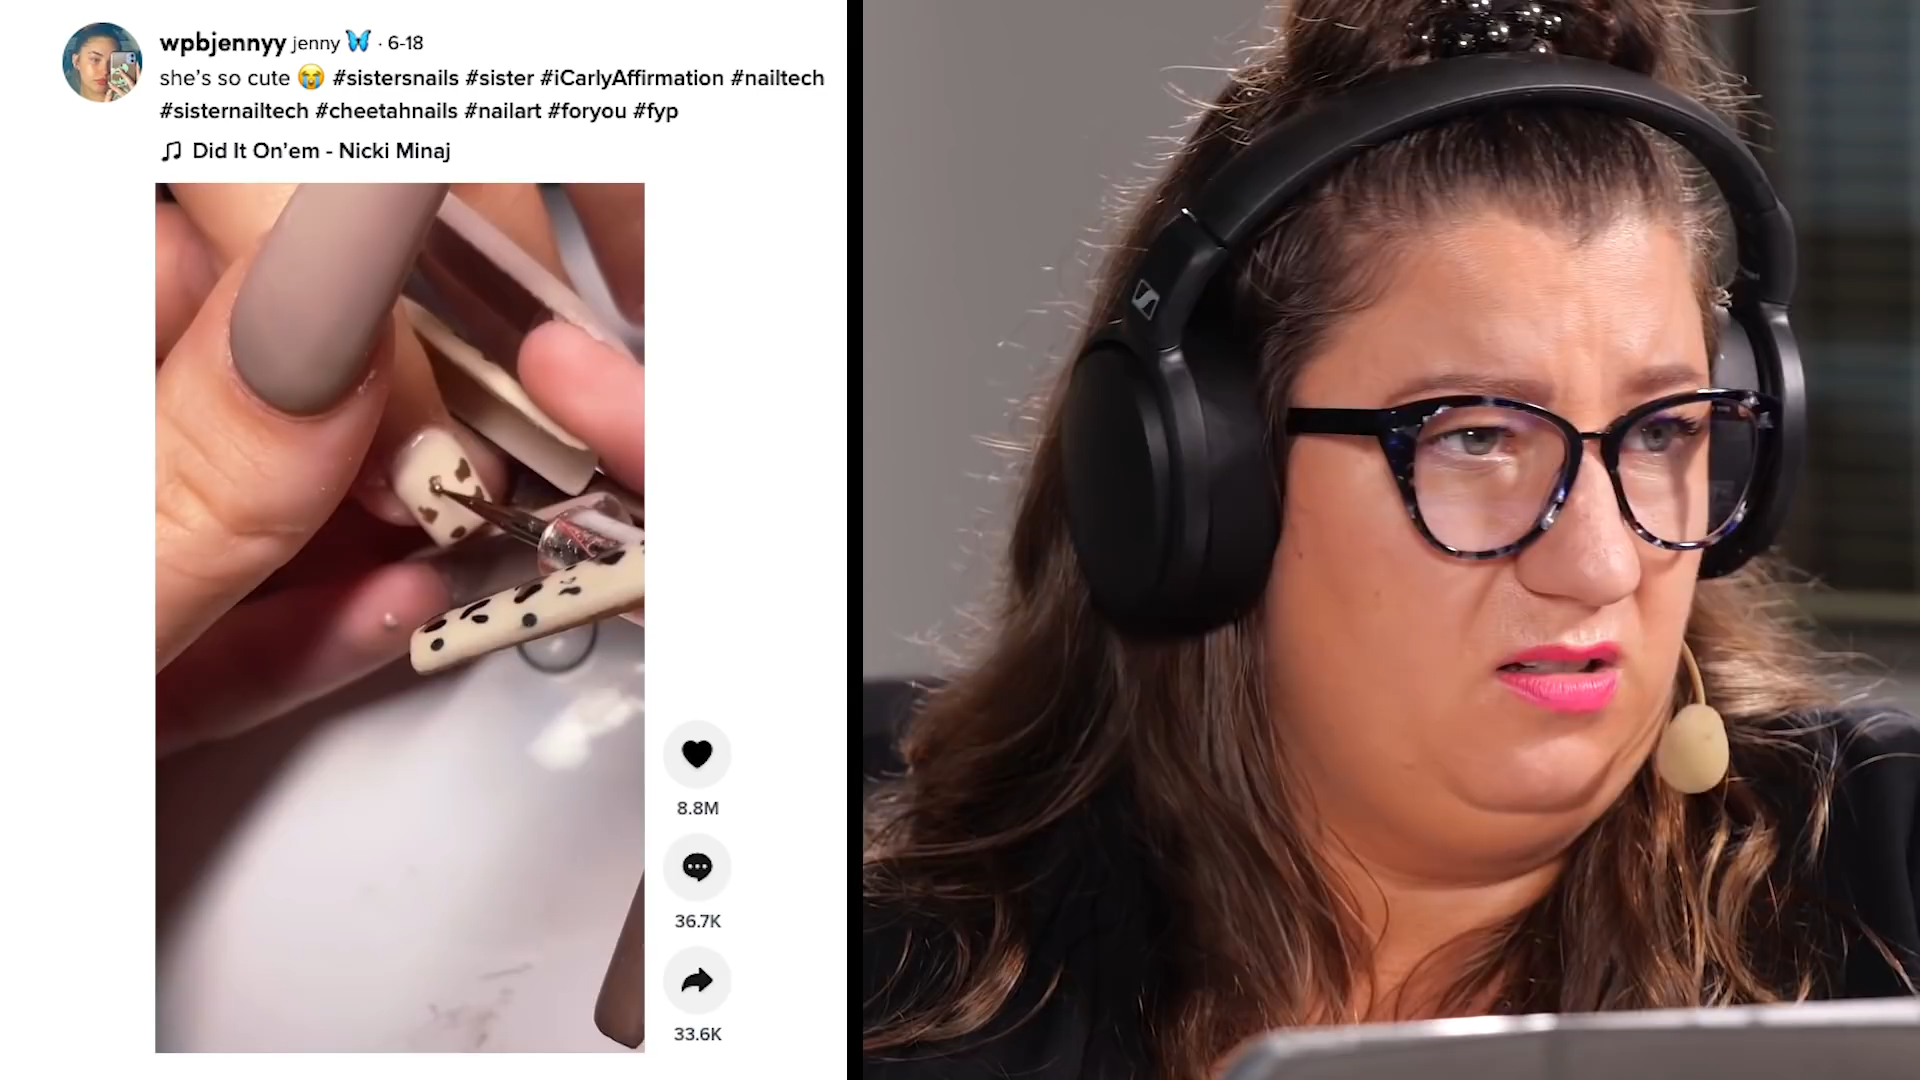 wpbjennyy jenny 🦋 · 6-18
she's so cute 😭 #sistersnails #sister #iCarlyAffirmation #nailtech
#sisternailtech #cheetahnails #nailart #foryou #fyp
Did It On'em - Nicki Minaj
8.8M
36.7K
33.6K